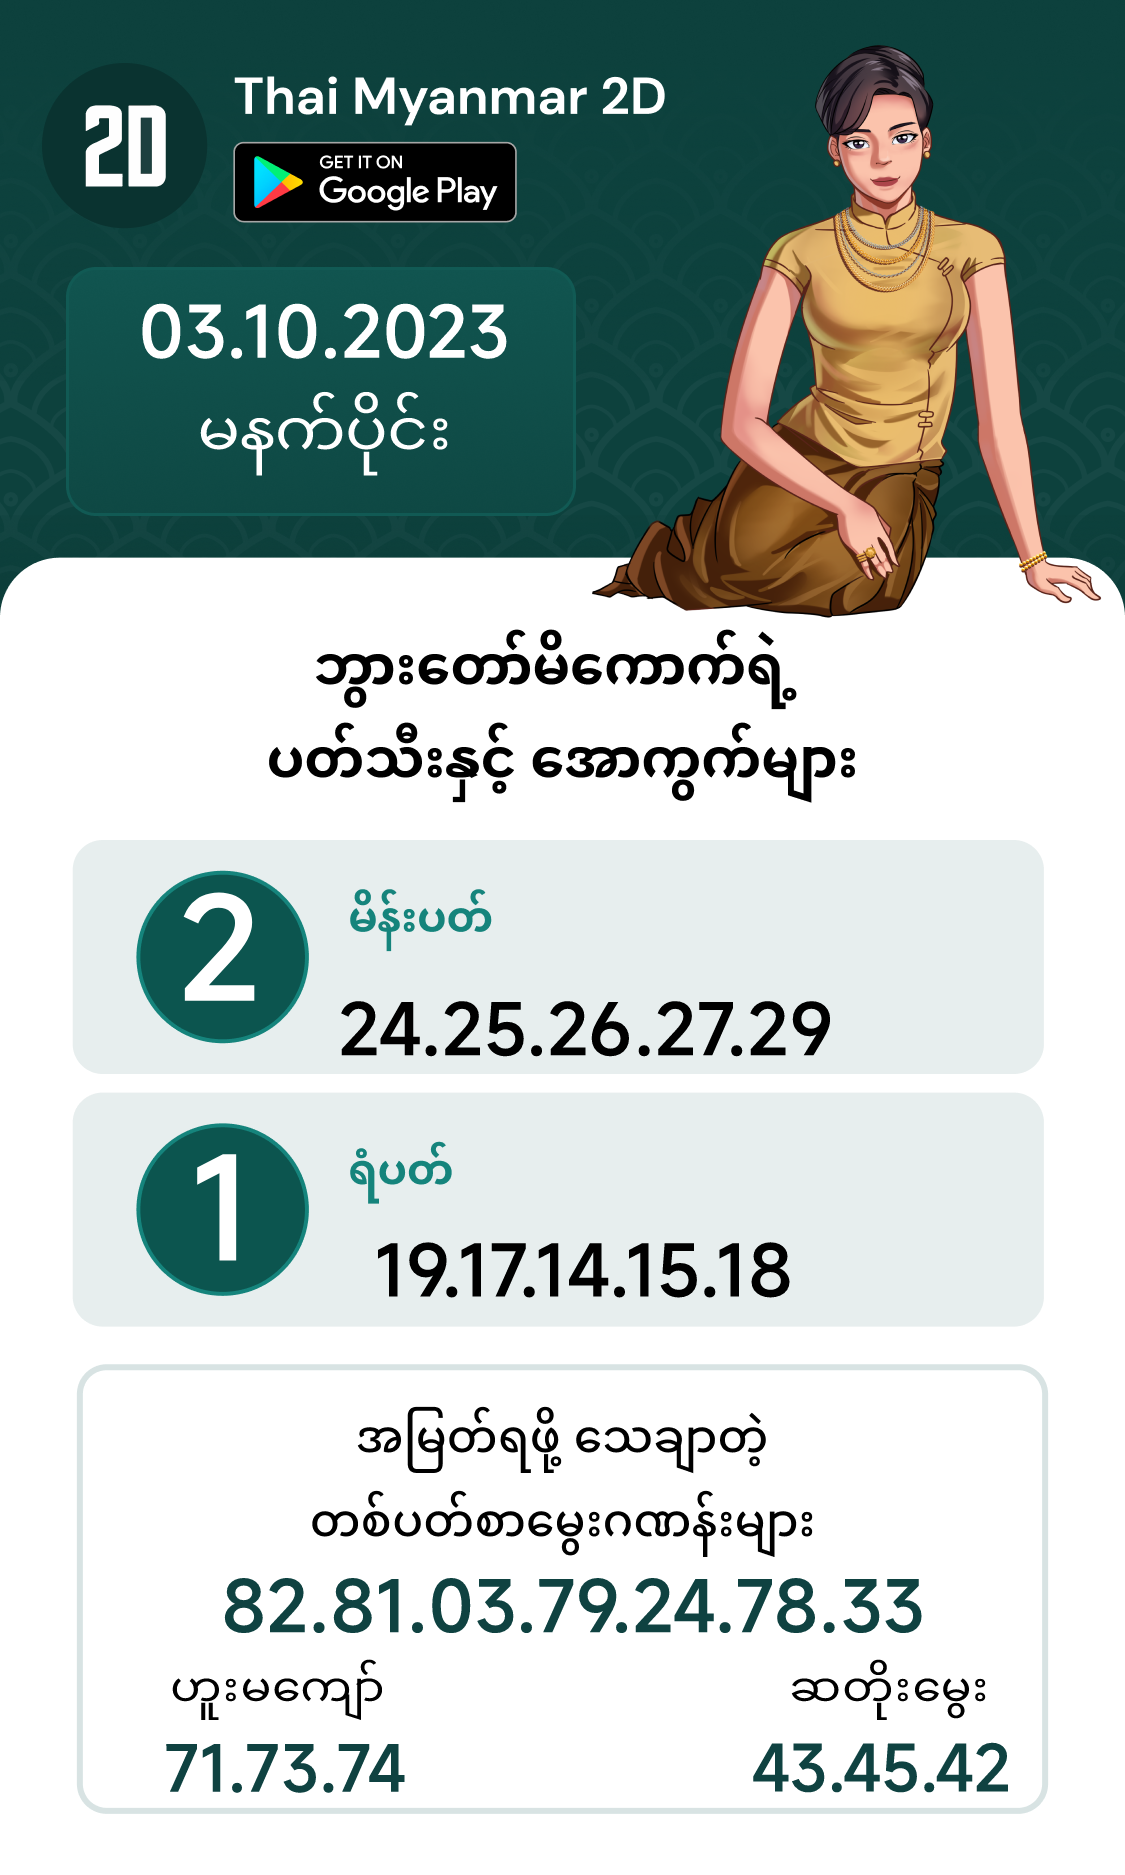 2D
Thai Myanmar 2D
GET IT ON
Google Play
03.10.2023
မနက်ပိုင်း
ဘွားတော်မိကောက်ရဲ့
ပတ်သီးနှင့် အောကွက်များ
2
မိန်းပတ်
24.25.26.27.29
1
ရံပတ်
19.17.14.15.18
အမြတ်ရဖို့ သေချာတဲ့
တစ်ပတ်စာမွေးဂဏန်းများ
82.81.03.79.24.78.33
ဟူးမကျော် ဆတိုးမွေး
71.73.74 43.45.42